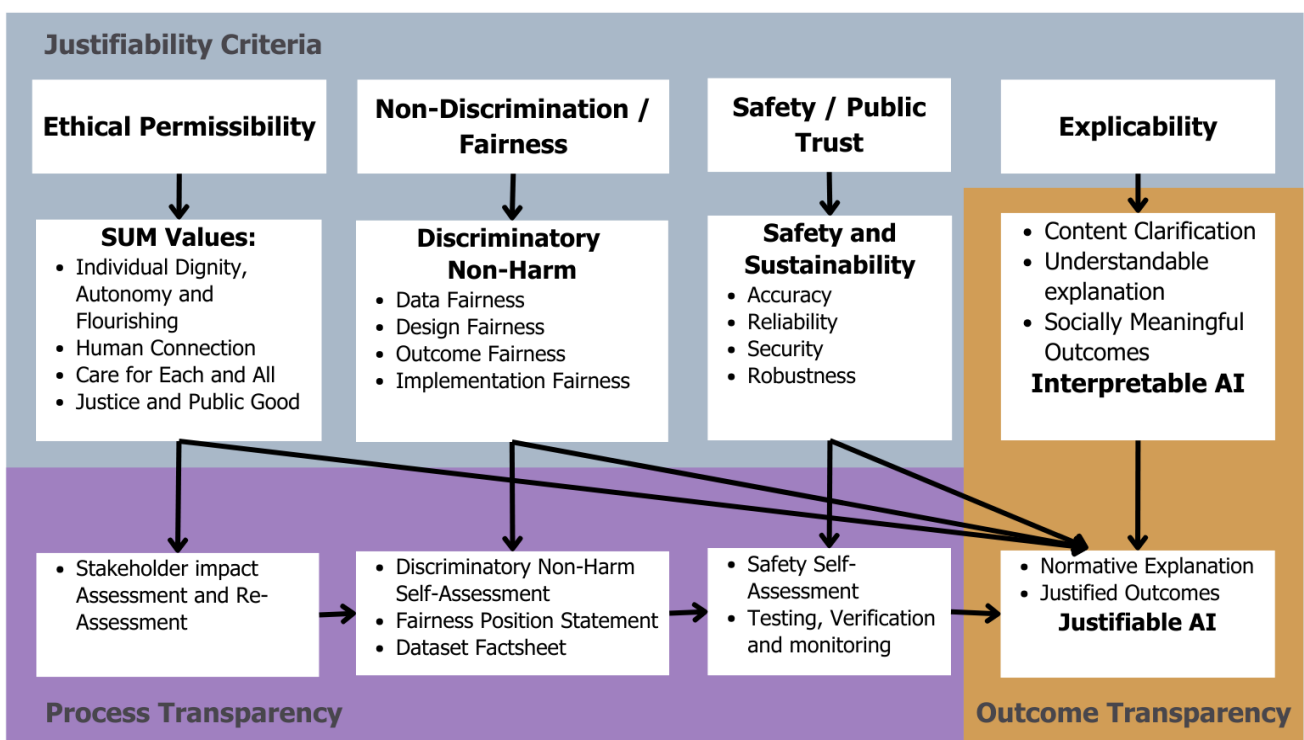 Justifiability Criteria
Ethical Permissibility
Non-Discrimination /
Fairness
Safety / Public
Trust
Explicability
SUM Values:
• Individual Dignity,
Autonomy and
Flourishing
• Human Connection
• Care for Each and All
• Justice and Public Good
Discriminatory
Non-Harm
• Data Fairness
• Design Fairness
• Outcome Fairness
• Implementation Fairness
Safety and
Sustainability
• Accuracy
• Reliability
• Security
• Robustness
• Content Clarification
• Understandable
explanation
• Socially Meaningful
Outcomes
Interpretable AI
• Stakeholder impact
Assessment and Re-
Assessment
• Discriminatory Non-Harm
Self-Assessment
• Fairness Position Statement
• Dataset Factsheet
• Safety Self-
Assessment
• Testing, Verification
and monitoring
• Normative Explanation
• Justified Outcomes
Justifiable AI
Process Transparency
Outcome Transparency